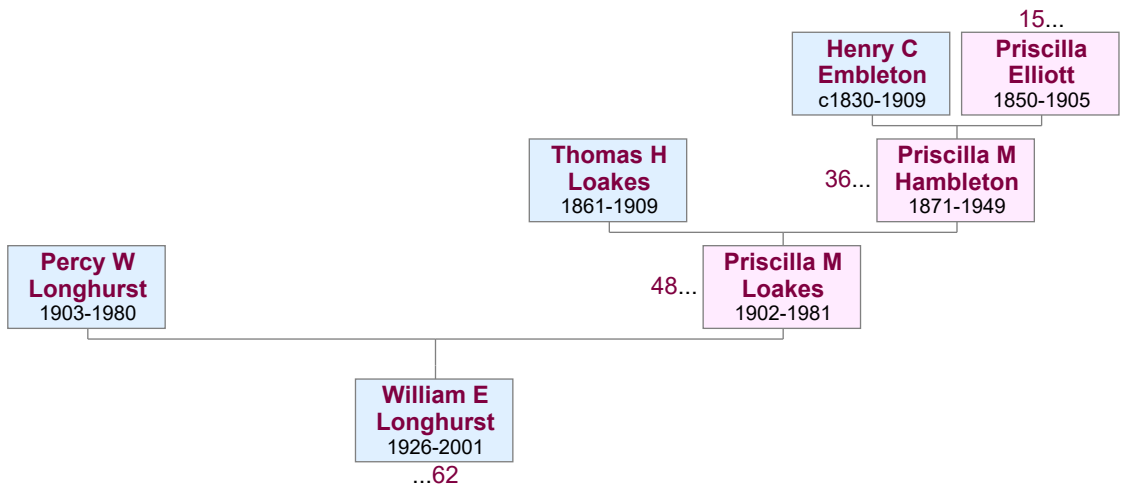 15...
Henry C
Embleton
c1830-1909
Priscilla
Elliott
1850-1905
Thomas H
Loakes
1861-1909
36...
Priscilla M
Hambleton
1871-1949
Percy W
Longhurst
1903-1980
48...
Priscilla M
Loakes
1902-1981
William E
Longhurst
1926-2001
...62